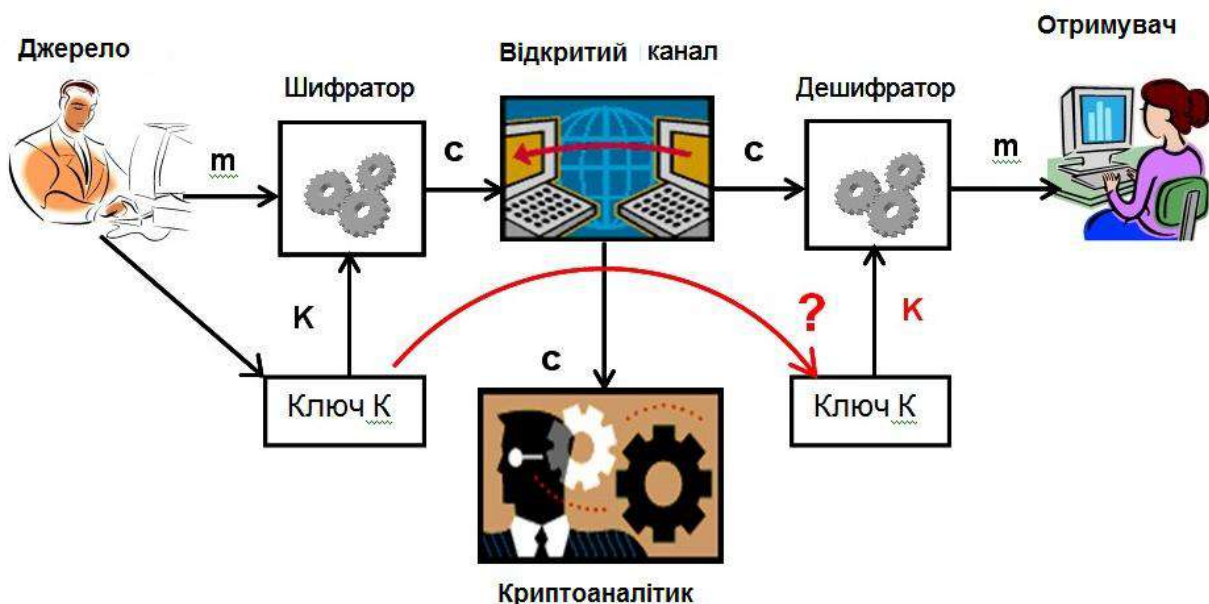 Джерело
Відкритий канал
Отримувач
Шифратор
Дешифратор
m
c
c
m
K
c
?
K
Ключ К
Ключ К
Криптоаналітик